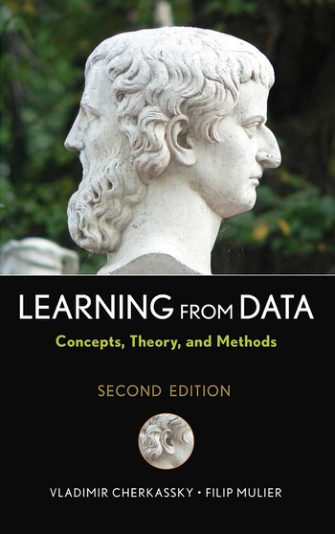 LEARNING FROM DATA
Concepts, Theory, and Methods
SECOND EDITION
VLADIMIR CHERKASSKY • FILIP MULIER